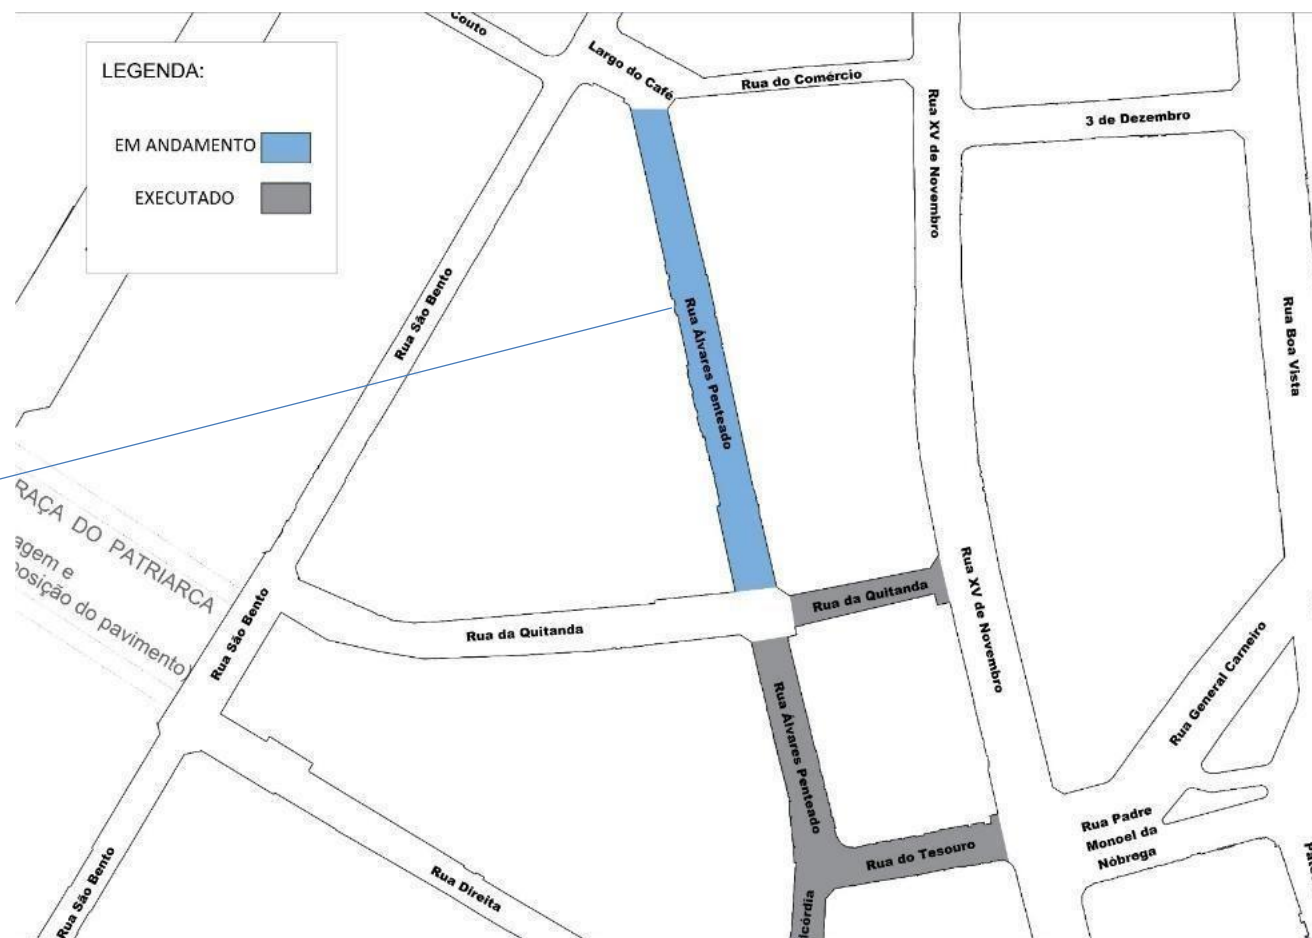 Couto
Largo do Café
LEGENDA:
Rua do Comércio
Rua XV de Novembro
3 de Dezembro
EM ANDAMENTO
EXECUTADO
Rua São Bento
Rua Álvares Penteado
Rua Boa Vista
RAÇA DO PATRIARCA
agem e
posição do pavimento
Rua São Bento
Rua da Quitanda
Rua da Quitanda
Rua XV de Novembro
Rua General Carneiro
Rua Álvares Penteado
Rua do Tesouro
Rua Padre
Monoel da
Nóbrega
Rua São Bento
Rua Direita
icórdia